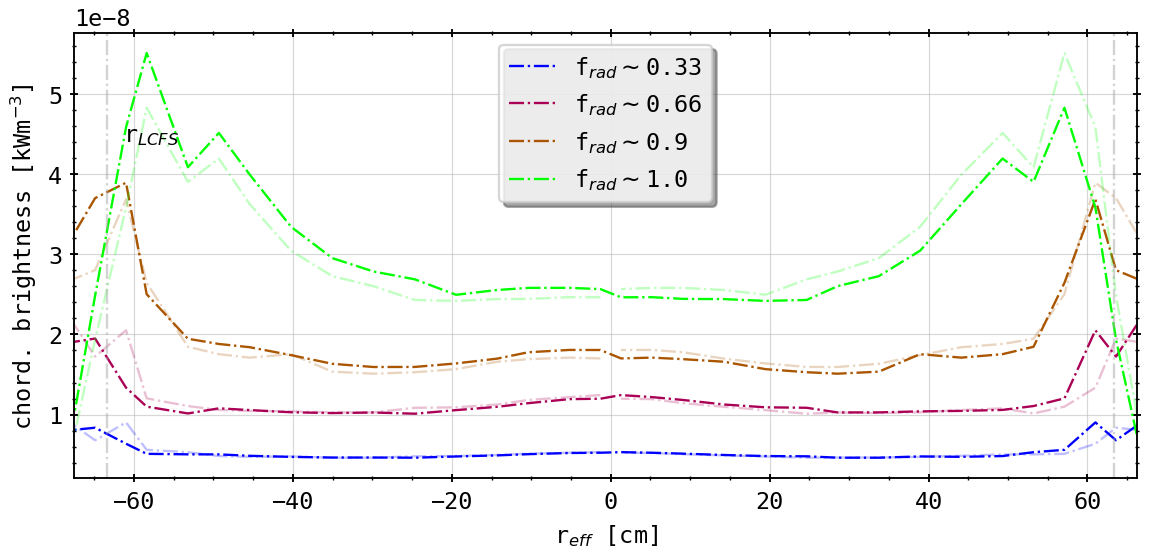 1e−8
chord. brightness [kWm⁻³]
5
4
3
2
1
r_LCFS
f_rad ∼ 0.33
f_rad ∼ 0.66
f_rad ∼ 0.9
f_rad ∼ 1.0
−60 −40 −20 0 20 40 60
r_eff [cm]